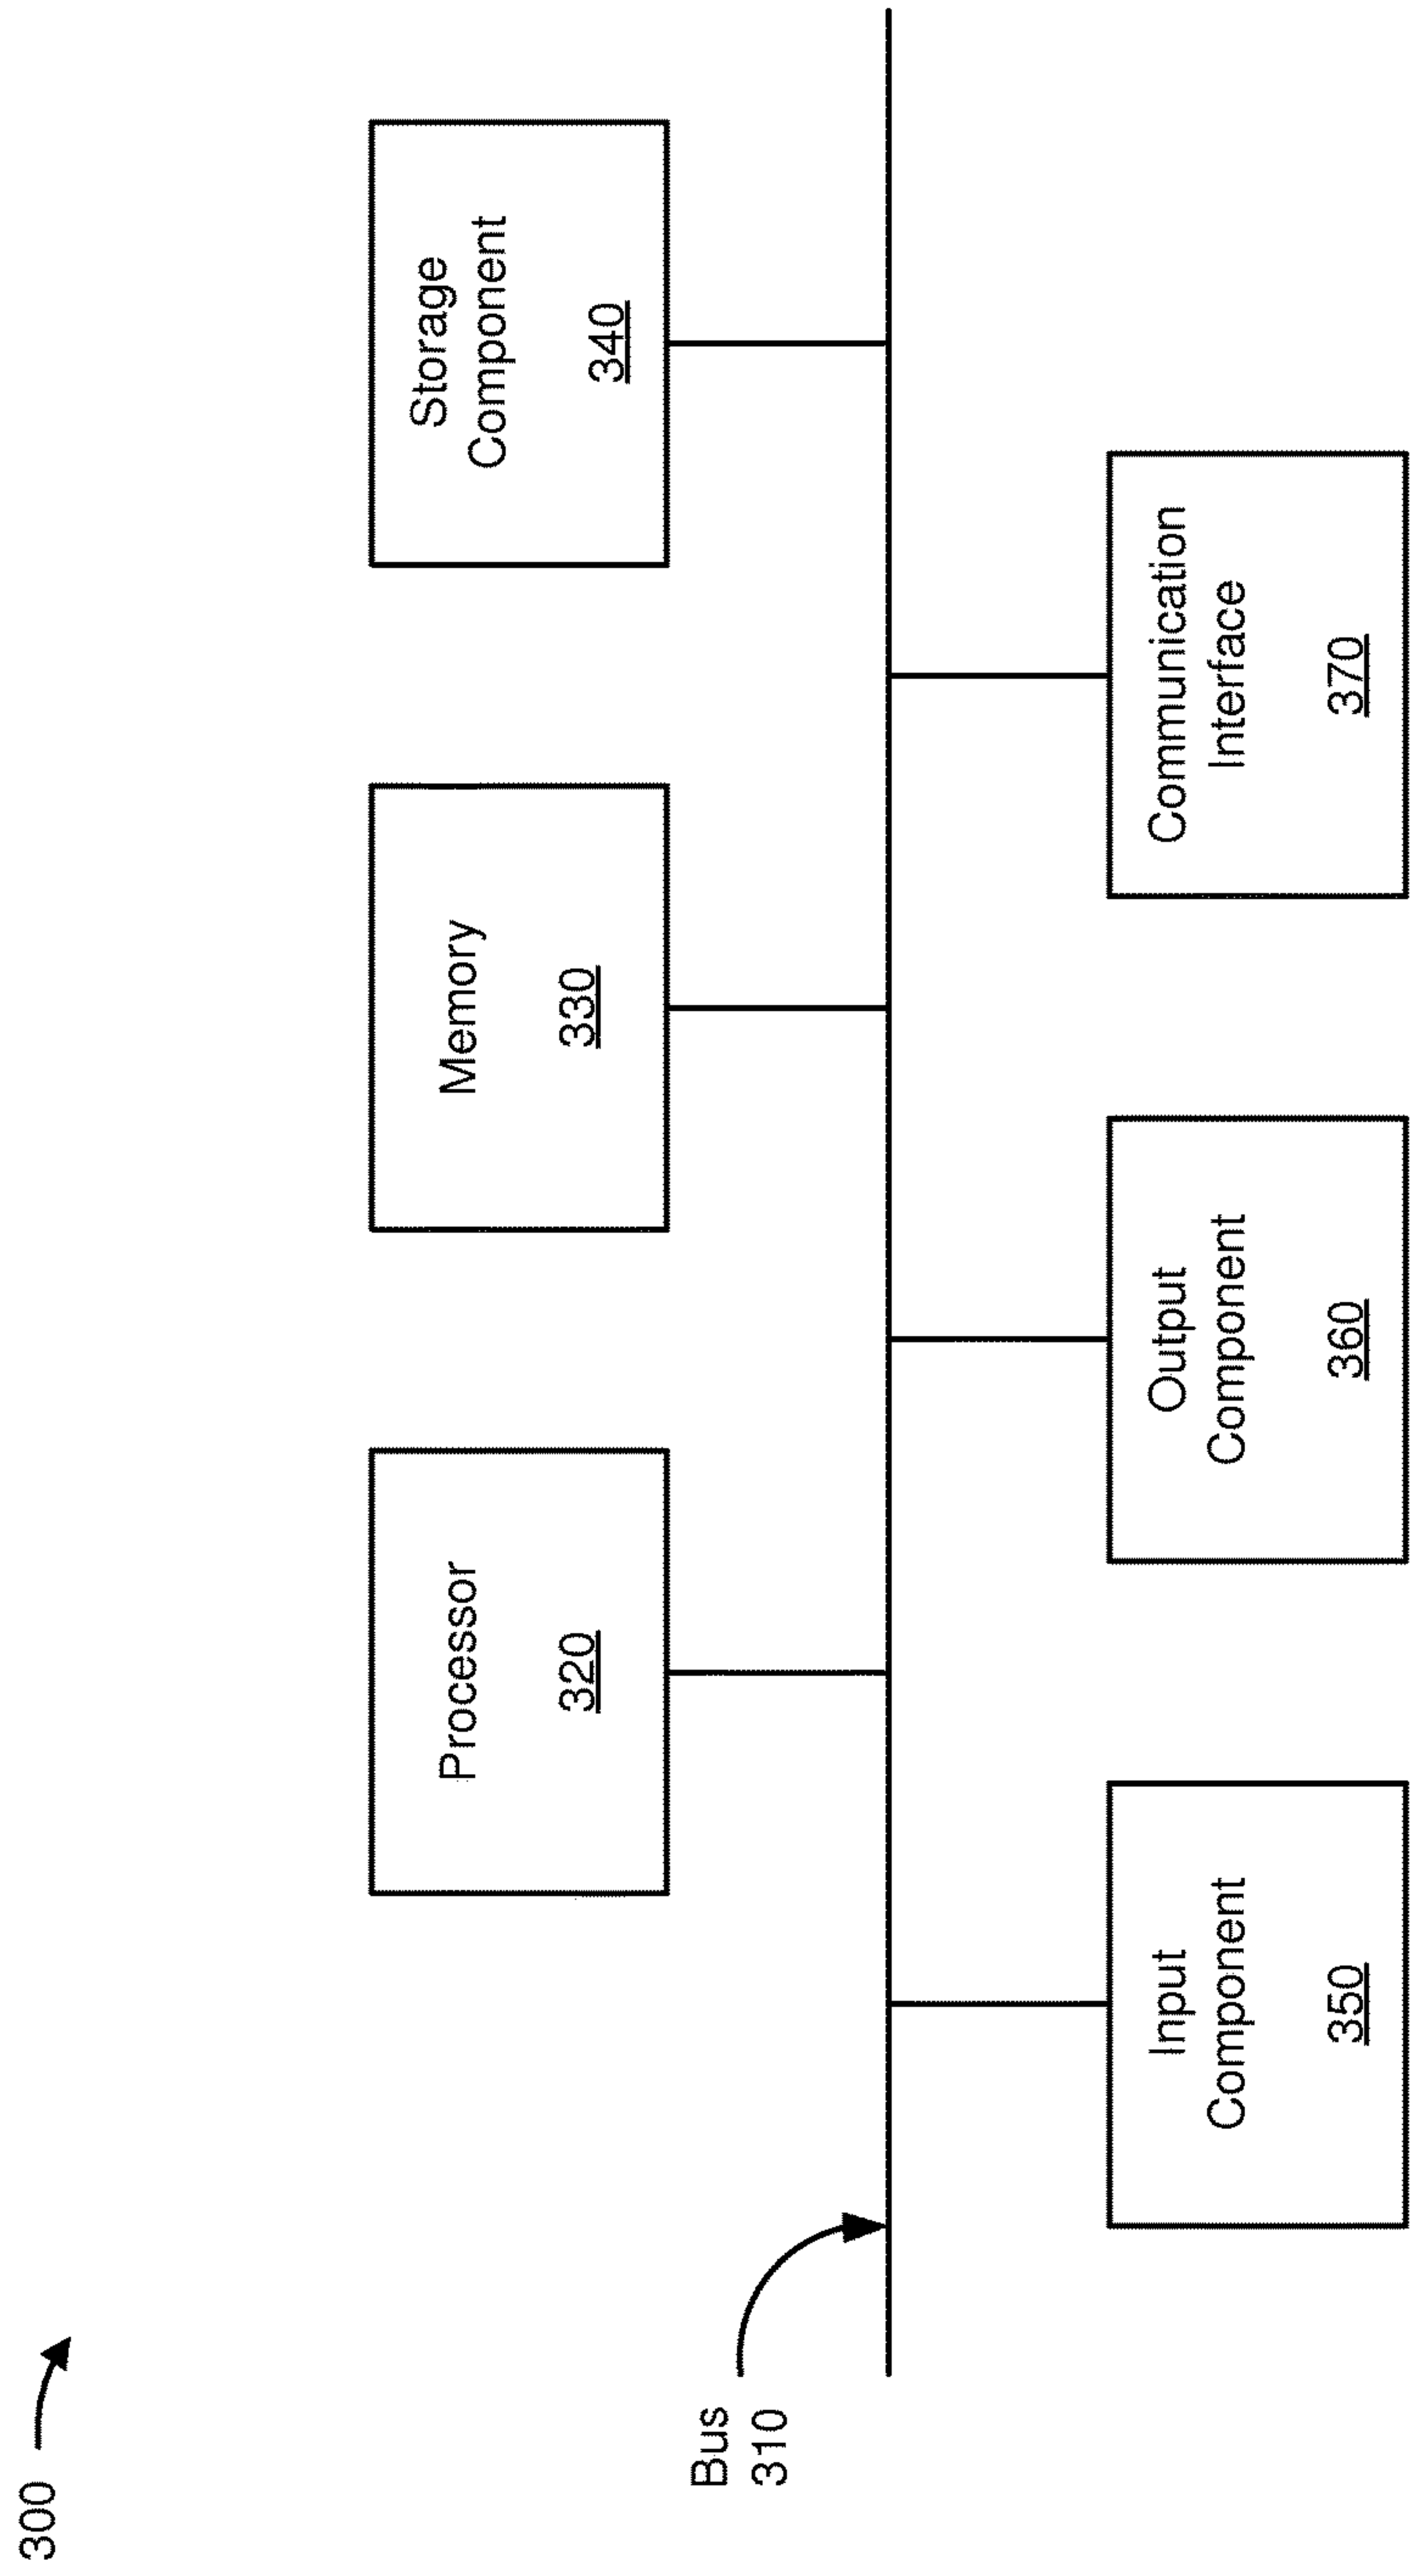 300
Processor
320
Memory
330
Storage
Component
340
Bus
310
Input
Component
350
Output
Component
360
Communication
Interface
370